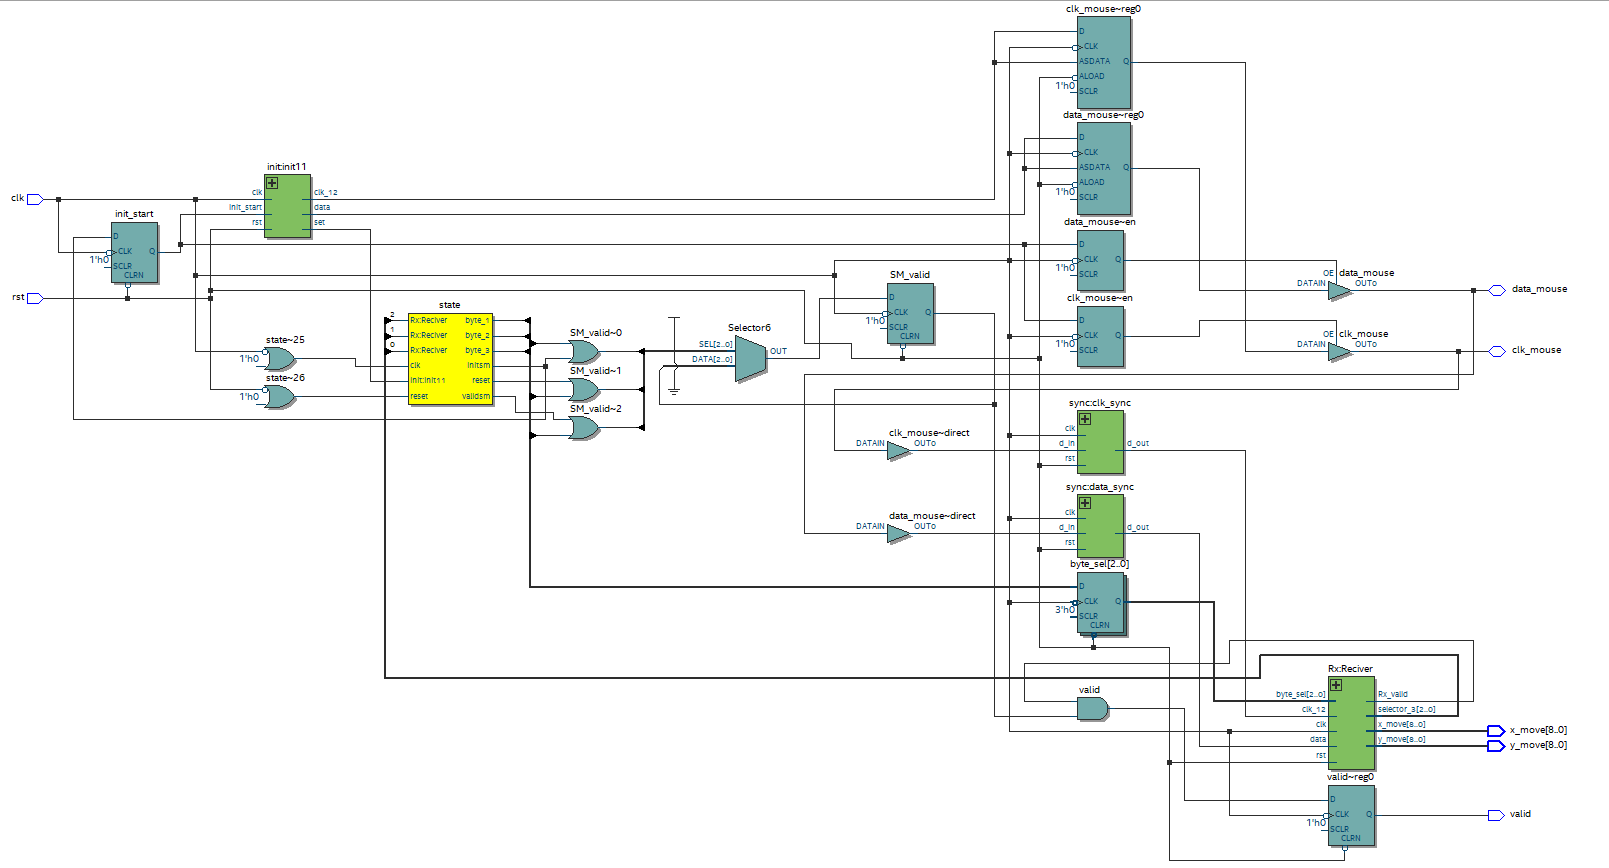 clk_mouse~reg0
D
CLK
ASDATA Q
ALOAD
1'h0
SCLR
data_mouse~reg0
D
CLK
ASDATA Q
ALOAD
1'h0
SCLR
init:init11
clk clk_12
init_start data
rst set
clk
init_start
D
CLK Q
1'h0
SCLR
CLRN
rst
data_mouse~en
D
CLK Q
1'h0
SCLR
SM_valid
D
CLK Q
1'h0
SCLR
CLRN
clk_mouse~en
D
CLK Q
1'h0
SCLR
OE data_mouse
DATAIN OUTo
data_mouse
OE clk_mouse
DATAIN OUTo
clk_mouse
state
2
Rx:Reciver byte_1
1
Rx:Reciver byte_2
0
Rx:Reciver byte_3
clk initsm
init:init11 reset
reset validsm
state~25
1'h0
state~26
1'h0
SM_valid~0
SM_valid~1
SM_valid~2
Selector6
SEL[2..0]
OUT
DATA[2..0]
sync:clk_sync
clk
d_in d_out
rst
clk_mouse~direct
DATAIN OUTo
sync:data_sync
clk
d_in d_out
rst
data_mouse~direct
DATAIN OUTo
byte_sel[2..0]
D
CLK Q
3'h0
SCLR
CLRN
valid
Rx:Reciver
byte_sel[2..0] Rx_valid
clk_12 selector_3[2..0]
clk x_move[8..0]
data y_move[8..0]
rst
x_move[8..0]
y_move[8..0]
valid~reg0
D
CLK Q
1'h0
SCLR
CLRN
valid